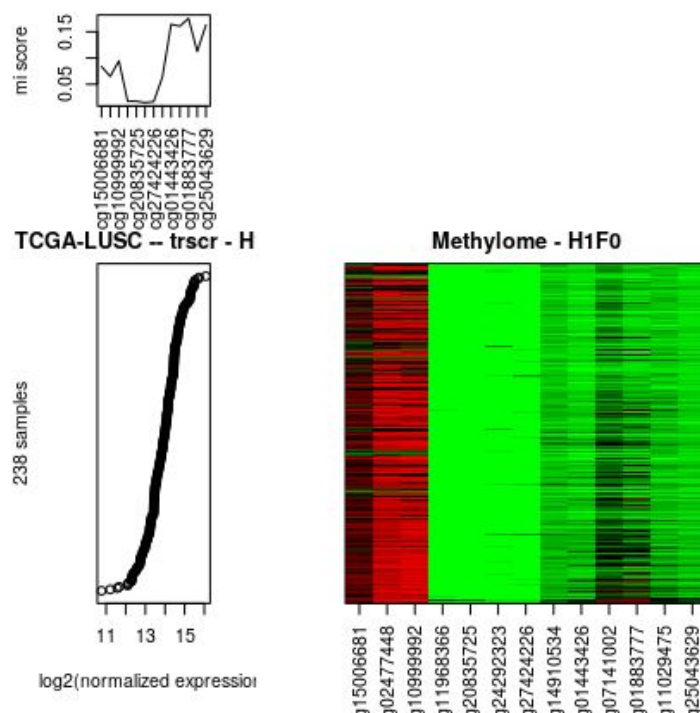 mi score
0.15
0.05
cg15006681
cg10999992
cg20835725
cg27424226
cg01443426
cg01883777
cg25043629
TCGA-LUSC -- trscr - H
Methylome - H1F0
238 samples
11 13 15
log2(normalized expression
g15006681
g02477448
g10999992
g11968366
g20835725
g24292323
g27424226
g14910534
g01443426
g07141002
g01883777
g11029475
g25043629